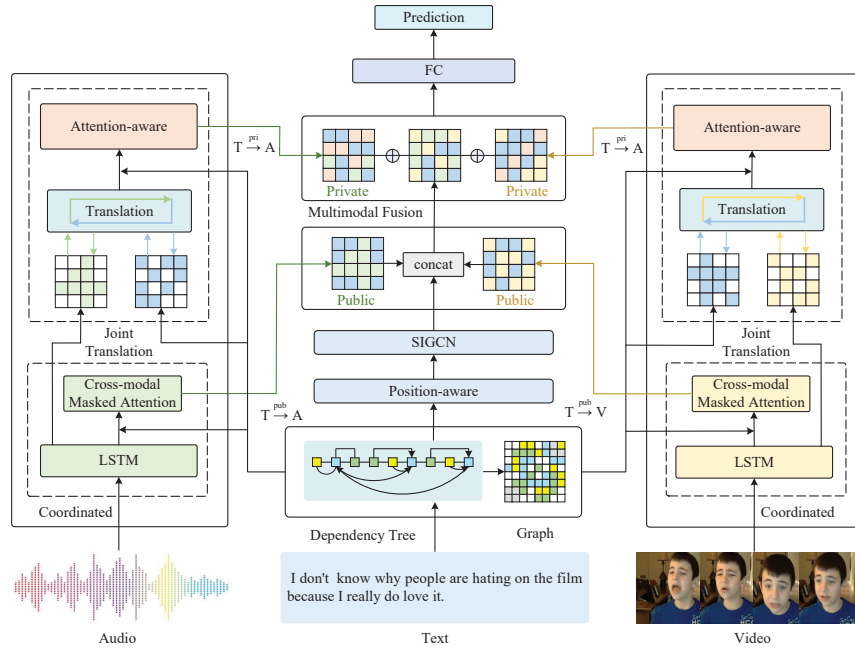 Prediction
FC
Attention-aware
T →pri A
Private
Private
Multimodal Fusion
T →pri A
Attention-aware
Translation
Translation
concat
Public
Public
Joint
Translation
Joint
Translation
SIGCN
Cross-modal
Masked Attention
Position-aware
Cross-modal
Masked Attention
T →pub A
T →pub V
LSTM
LSTM
Coordinated
Dependency Tree
Graph
Coordinated
I don't know why people are hating on the film
because I really do love it.
Audio
Text
Video